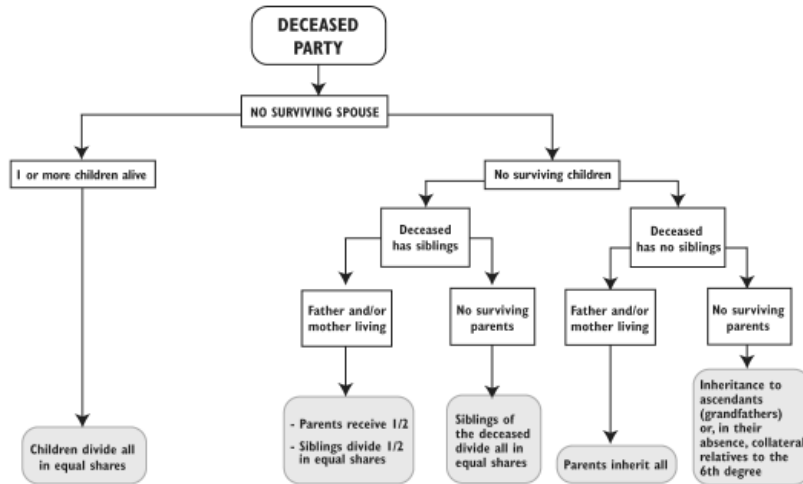 DECEASED
PARTY
NO SURVIVING SPOUSE
1 or more children alive
No surviving children
Deceased
has siblings
Deceased
has no siblings
Father and/or
mother living
No surviving
parents
Father and/or
mother living
No surviving
parents
Children divide all
in equal shares
- Parents receive 1/2
- Siblings divide 1/2
in equal shares
Siblings of
the deceased
divide all in
equal shares
Parents inherit all
Inheritance to
ascendants
(grandfathers)
or, in their
absence, collateral
relatives to the
6th degree